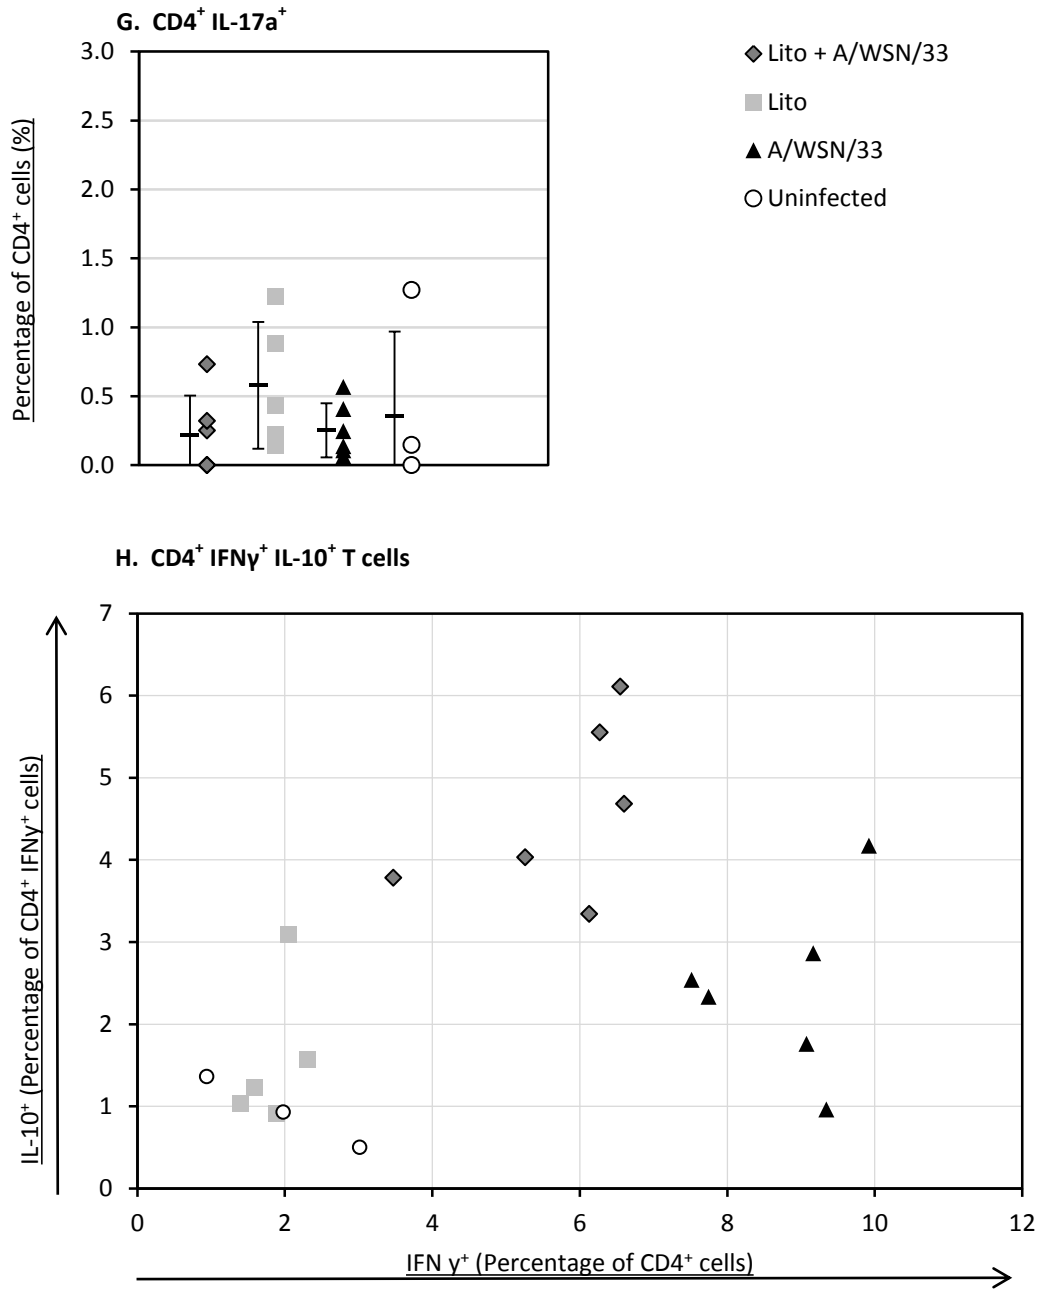 G. CD4⁺ IL-17a⁺
3.0
2.5
2.0
1.5
1.0
0.5
0.0
Percentage of CD4⁺ cells (%)
Lito + A/WSN/33
Lito
A/WSN/33
Uninfected
H. CD4⁺ IFNγ⁺ IL-10⁺ T cells
7
6
5
4
3
2
1
0
IL-10⁺ (Percentage of CD4⁺ IFNγ⁺ cells)
0 2 4 6 8 10 12
IFN y⁺ (Percentage of CD4⁺ cells)